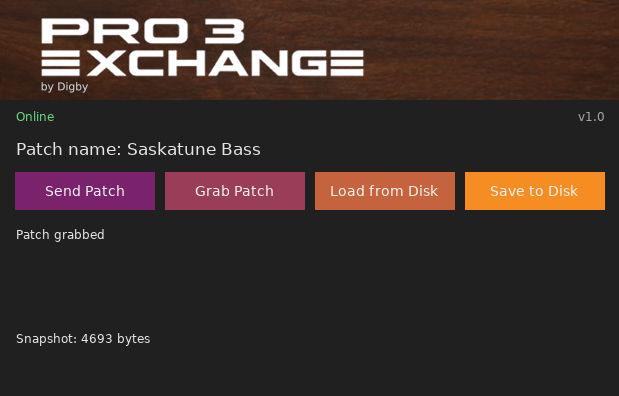 PRO 3
EXCHANGE
by Digby
Online
v1.0
Patch name: Saskatune Bass
Send Patch
Grab Patch
Load from Disk
Save to Disk
Patch grabbed
Snapshot: 4693 bytes